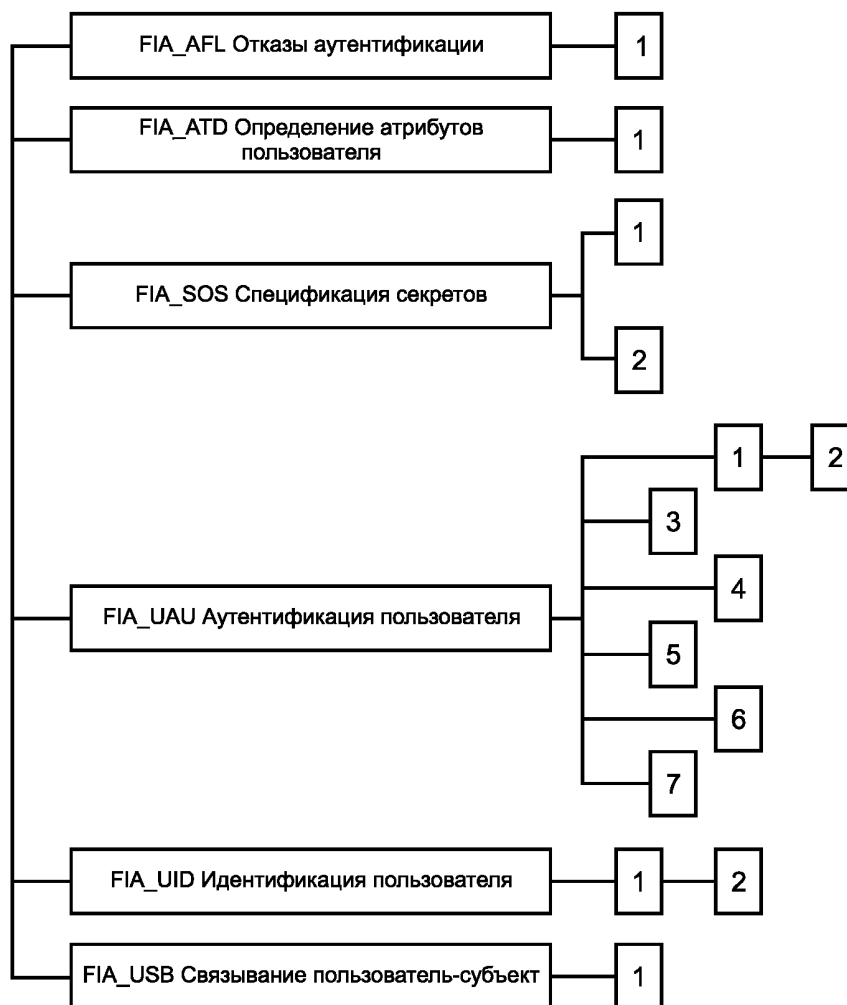 FIA_AFL Отказы аутентификации
1
FIA_ATD Определение атрибутов
пользователя
1
1
FIA_SOS Спецификация секретов
2
1
2
3
4
FIA_UAU Аутентификация пользователя
5
6
7
FIA_UID Идентификация пользователя
1
2
FIA_USB Связывание пользователь-субъект
1